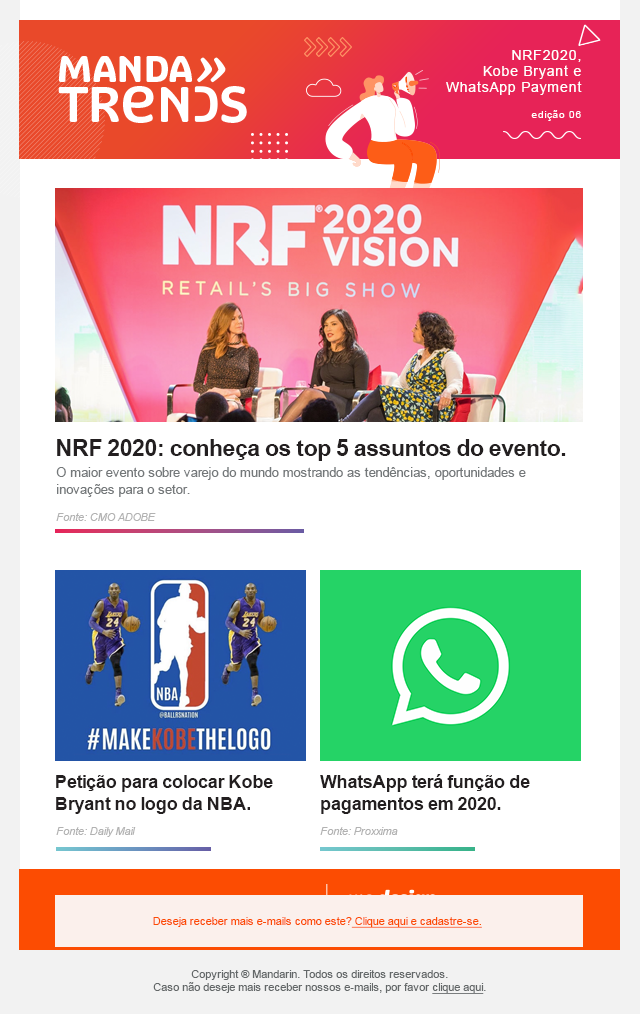 MANDA
TRENDS
NRF2020,
Kobe Bryant e
WhatsApp Payment
edição 06
NRF® 2020
VISION
RETAIL'S BIG SHOW
NRF 2020: conheça os top 5 assuntos do evento.
O maior evento sobre varejo do mundo mostrando as tendências, oportunidades e
inovações para o setor.
Fonte: CMO ADOBE
LAKERS
24
LAKERS
24
NBA
@BALLRSNATION
#MAKEKOBETHELOGO
Petição para colocar Kobe
Bryant no logo da NBA.
Fonte: Daily Mail
WhatsApp terá função de
pagamentos em 2020.
Fonte: Proxxima
Deseja receber mais e-mails como este? Clique aqui e cadastre-se.
Copyright ® Mandarin. Todos os direitos reservados.
Caso não deseje mais receber nossos e-mails, por favor clique aqui.